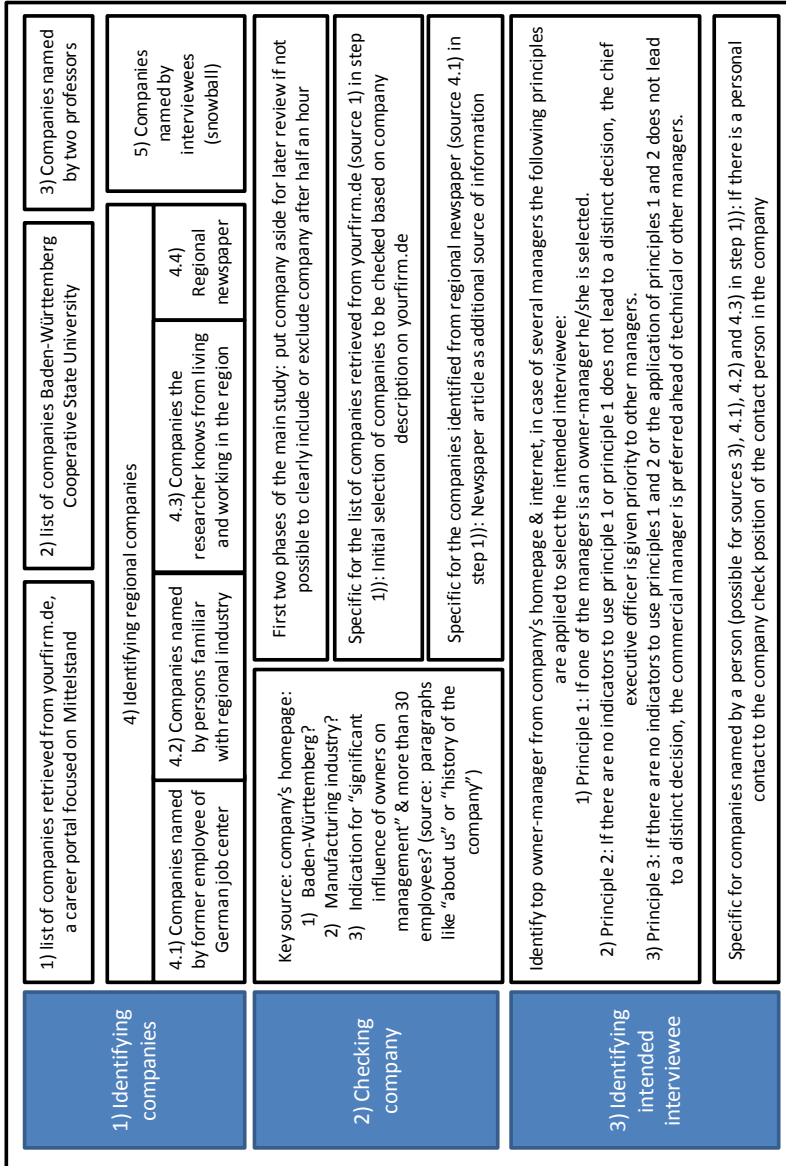 1) Identifying
companies
1) list of companies retrieved from yourfirm.de,
a career portal focused on Mittelstand
2) list of companies Baden-Württemberg
Cooperative State University
3) Companies named
by two professors
4) Identifying regional companies
4.1) Companies named
by former employee of
German job center
4.2) Companies named
by persons familiar
with regional industry
4.3) Companies the
researcher knows from living
and working in the region
4.4)
Regional
newspaper
5) Companies
named by
interviewees
(snowball)
2) Checking
company
Key source: company's homepage:
1) Baden-Württemberg?
2) Manufacturing industry?
3) Indication for "significant
influence of owners on
management" & more than 30
employees? (source: paragraphs
like "about us" or "history of the
company")
First two phases of the main study: put company aside for later review if not
possible to clearly include or exclude company after half an hour
Specific for the list of companies retrieved from yourfirm.de (source 1) in step
1)): Initial selection of companies to be checked based on company
description on yourfirm.de
Specific for the companies identified from regional newspaper (source 4.1) in
step 1)): Newspaper article as additional source of information
3) Identifying
intended
interviewee
Identify top owner-manager from company's homepage & internet, in case of several managers the following principles
are applied to select the intended interviewee:
1) Principle 1: If one of the managers is an owner-manager he/she is selected.
2) Principle 2: If there are no indicators to use principle 1 or principle 1 does not lead to a distinct decision, the chief
executive officer is given priority to other managers.
3) Principle 3: If there are no indicators to use principles 1 and 2 or the application of principles 1 and 2 does not lead
to a distinct decision, the commercial manager is preferred ahead of technical or other managers.
Specific for companies named by a person (possible for sources 3), 4.1), 4.2) and 4.3) in step 1)): If there is a personal
contact to the company check position of the contact person in the company